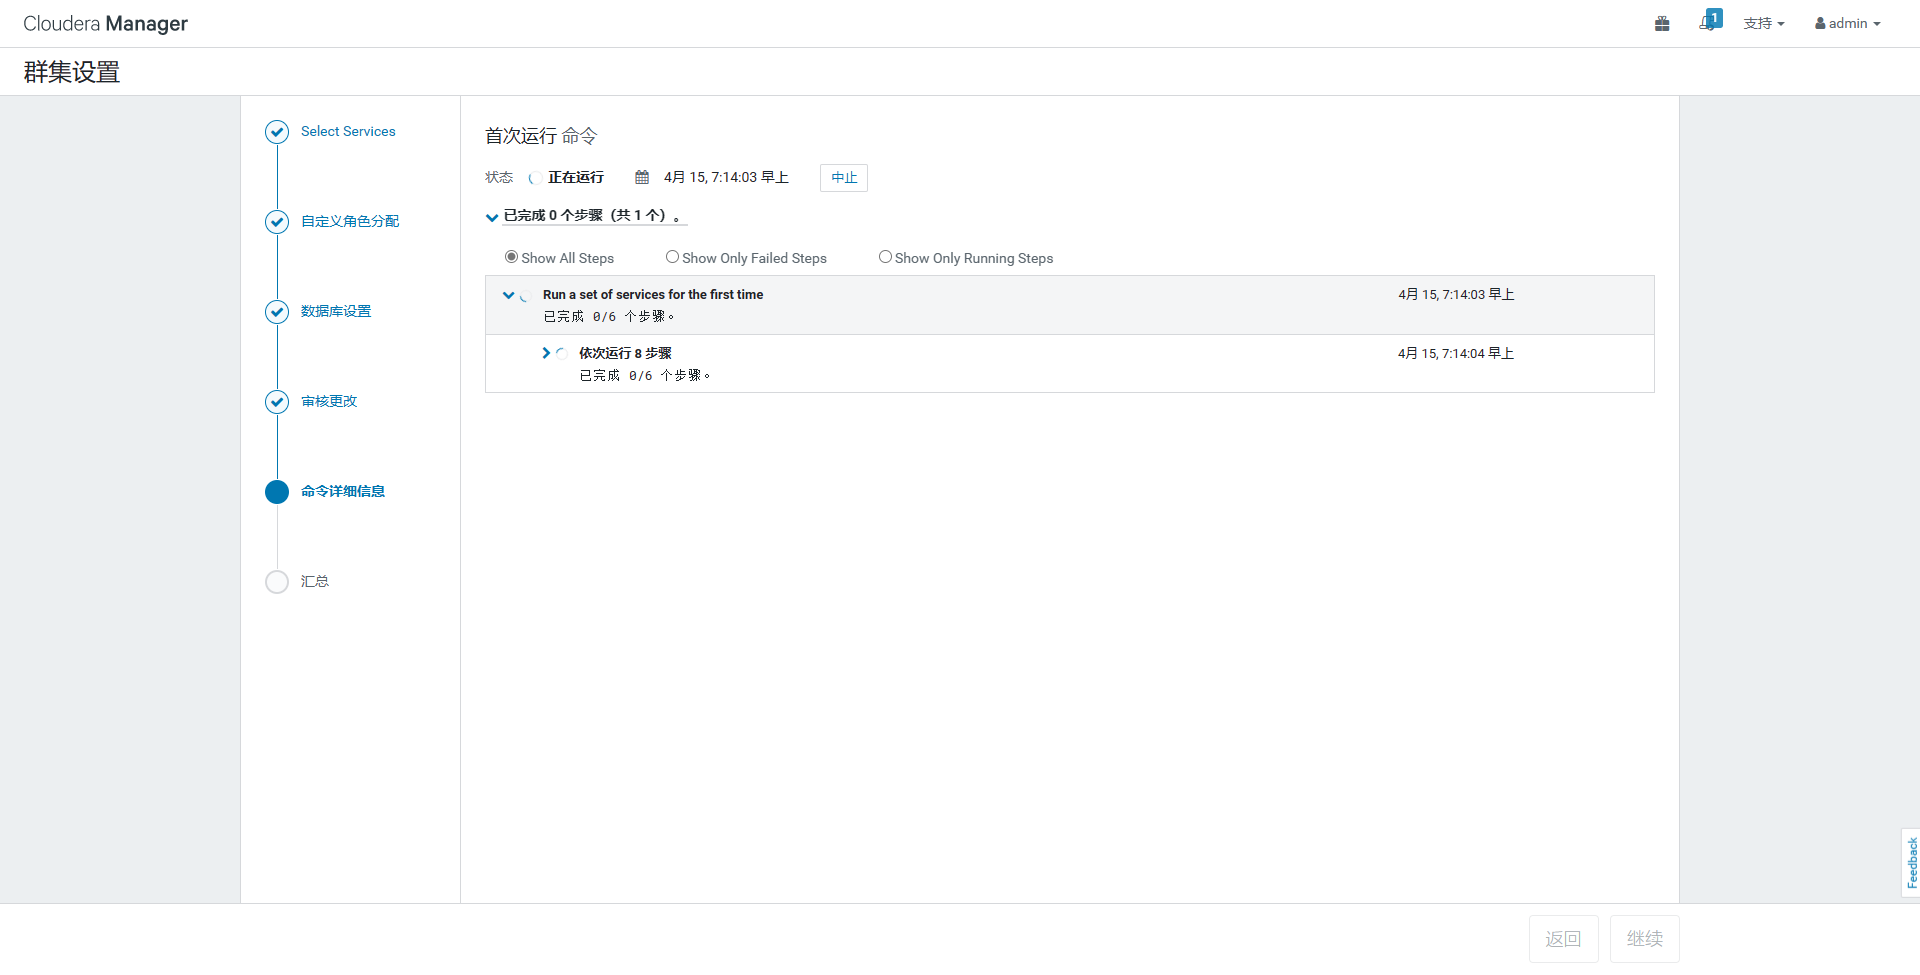 Cloudera Manager
1
支持
admin
群集设置
Select Services
自定义角色分配
数据库设置
审核更改
命令详细信息
汇总
首次运行 命令
状态 正在运行 4月 15, 7:14:03 早上 中止
已完成 0 个步骤（共 1 个）。
Show All Steps Show Only Failed Steps Show Only Running Steps
Run a set of services for the first time 4月 15, 7:14:03 早上
已完成 0/6 个步骤。
依次运行 8 步骤 4月 15, 7:14:04 早上
已完成 0/6 个步骤。
Feedback
返回 继续